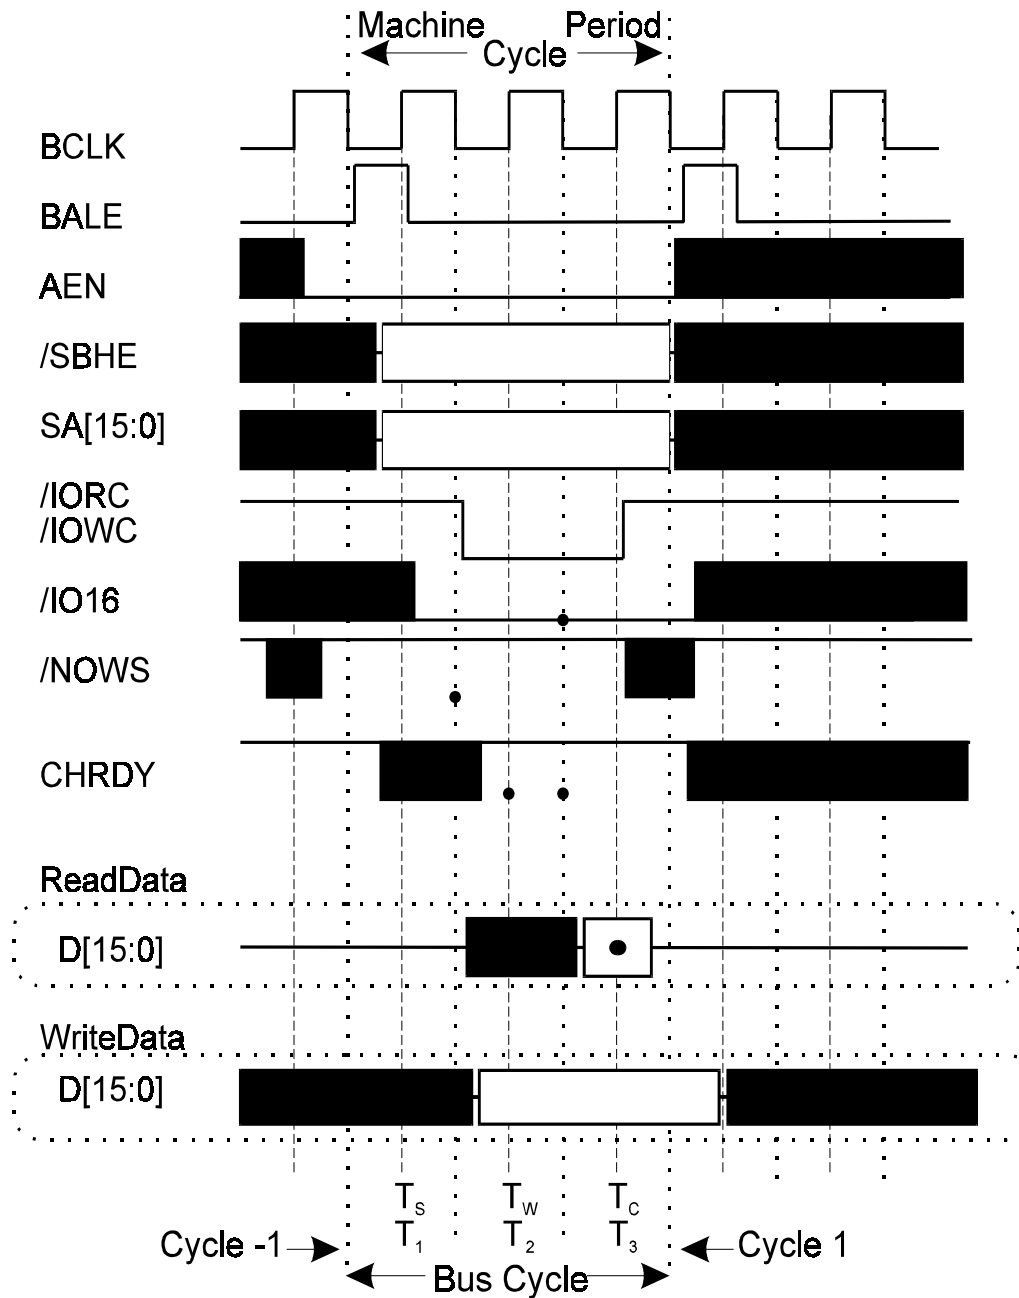 Machine Period
Cycle
BCLK
BALE
AEN
/SBHE
SA[15:0]
/IORC
/IOWC
/IO16
/NOWS
CHRDY
ReadData
D[15:0]
WriteData
D[15:0]
TS TW TC
T1 T2 T3
Cycle -1 Cycle 1
Bus Cycle